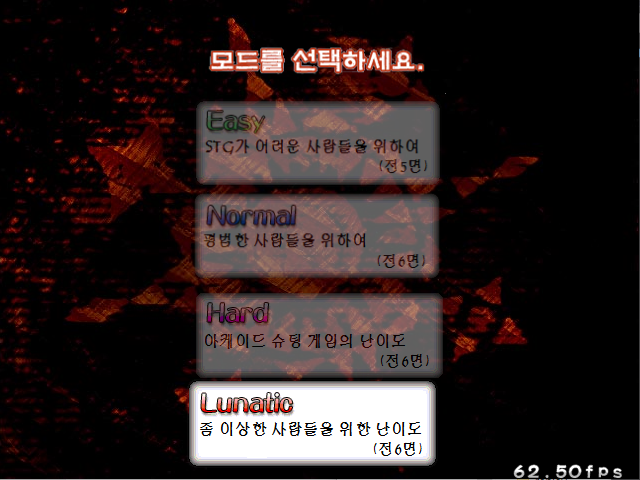 모드를 선택하세요.
Easy
STG가 어려운 사람들을 위하여
(전5면)
Normal
평범한 사람들을 위하여
(전6면)
Hard
아케이드 슈팅 게임의 난이도
(전6면)
Lunatic
좀 이상한 사람들을 위한 난이도
(전6면)
62.50fps